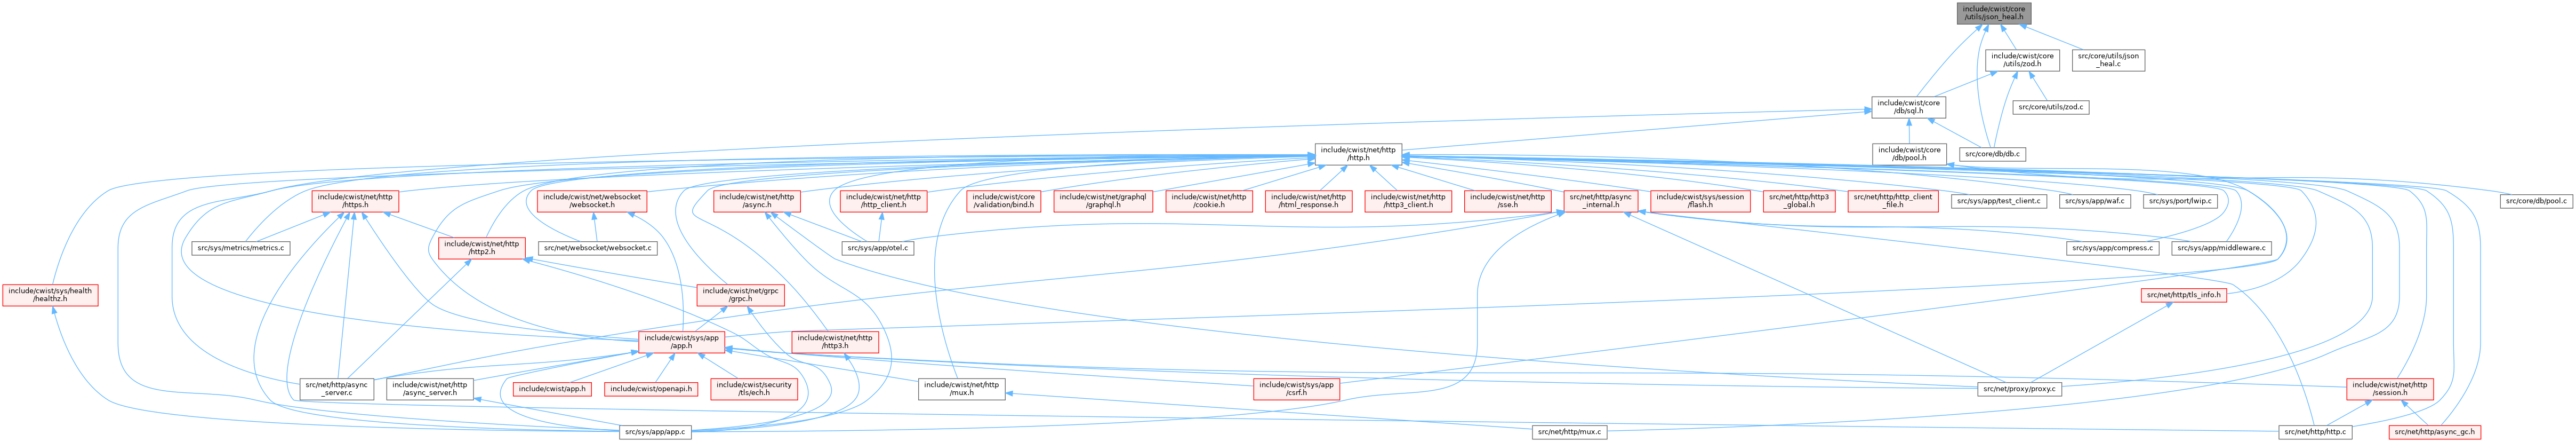 include/cwist/core
/utils/json_heal.h
include/cwist/core
/utils/zod.h
src/core/utils/json
_heal.c
include/cwist/core
/db/sql.h
src/core/utils/zod.c
include/cwist/net/http
/http.h
include/cwist/core
/db/pool.h
src/core/db/db.c
include/cwist/net/http
/https.h
include/cwist/net/websocket
/websocket.h
include/cwist/net/http
/async.h
include/cwist/net/http
/http_client.h
include/cwist/core
/validation/bind.h
include/cwist/net/graphql
/graphql.h
include/cwist/net/http
/cookie.h
include/cwist/net/http
/html_response.h
include/cwist/net/http
/http3_client.h
include/cwist/net/http
/sse.h
src/net/http/async
_internal.h
include/cwist/sys/session
/flash.h
src/net/http/http3
_global.h
src/net/http/http_client
_file.h
src/sys/app/test_client.c
src/sys/app/waf.c
src/sys/port/lwip.c
src/core/db/pool.c
src/sys/metrics/metrics.c
include/cwist/net/http
/http2.h
src/net/websocket/websocket.c
src/sys/app/otel.c
src/sys/app/compress.c
src/sys/app/middleware.c
include/cwist/sys/health
/healthz.h
include/cwist/net/grpc
/grpc.h
src/net/http/tls_info.h
include/cwist/sys/app
/app.h
include/cwist/net/http
/http3.h
src/net/http/async
_server.c
include/cwist/net/http
/async_server.h
include/cwist/app.h
include/cwist/openapi.h
include/cwist/security
/tls/ech.h
include/cwist/net/http
/mux.h
include/cwist/sys/app
/csrf.h
src/net/proxy/proxy.c
include/cwist/net/http
/session.h
src/sys/app/app.c
src/net/http/mux.c
src/net/http/http.c
src/net/http/async_gc.h